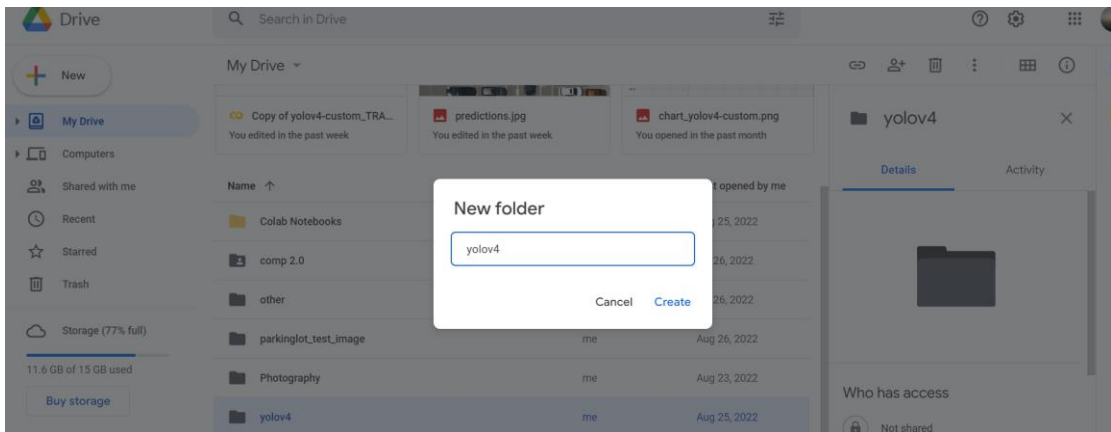 Drive
Search in Drive
New
My Drive
Computers
Shared with me
Recent
Starred
Trash
Storage (77% full)
11.6 GB of 15 GB used
Buy storage
My Drive
Copy of yolov4-custom_TRA...
You edited in the past week
predictions.jpg
You edited in the past week
chart_yolov4-custom.png
You opened in the past month
Name
opened by me
Colab Notebooks
25, 2022
comp 2.0
26, 2022
other
26, 2022
parkinglot_test_image
me
Aug 26, 2022
Photography
me
Aug 23, 2022
yolov4
me
Aug 25, 2022
New folder
yolov4
Cancel
Create
yolov4
Details
Activity
Who has access
Not shared